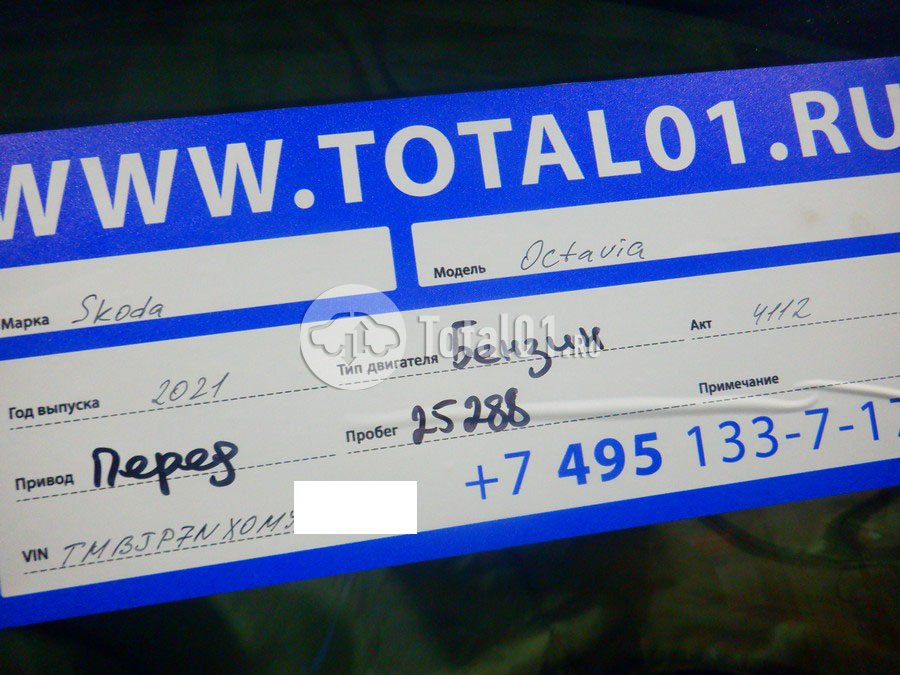 WWW.TOTAL01.RU
Марка Skoda Модель Octavia
Год выпуска 2021 Тип двигателя Бензин Акт 4112
Привод Перед Пробег 25288 Примечание
+7 495 133-7-17
VIN TMBJP7NX0MY
Total01.RU